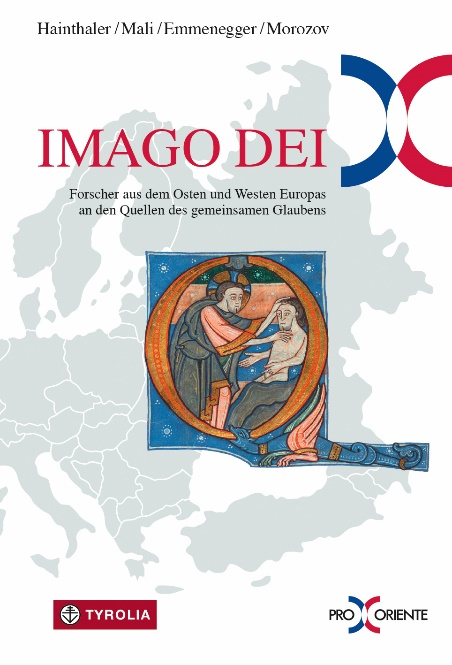 Hainthaler/Mali/Emmenegger/Morozov
IMAGO DEI
Forscher aus dem Osten und Westen Europas
an den Quellen des gemeinsamen Glaubens
TYROLIA
PRO ORIENTE